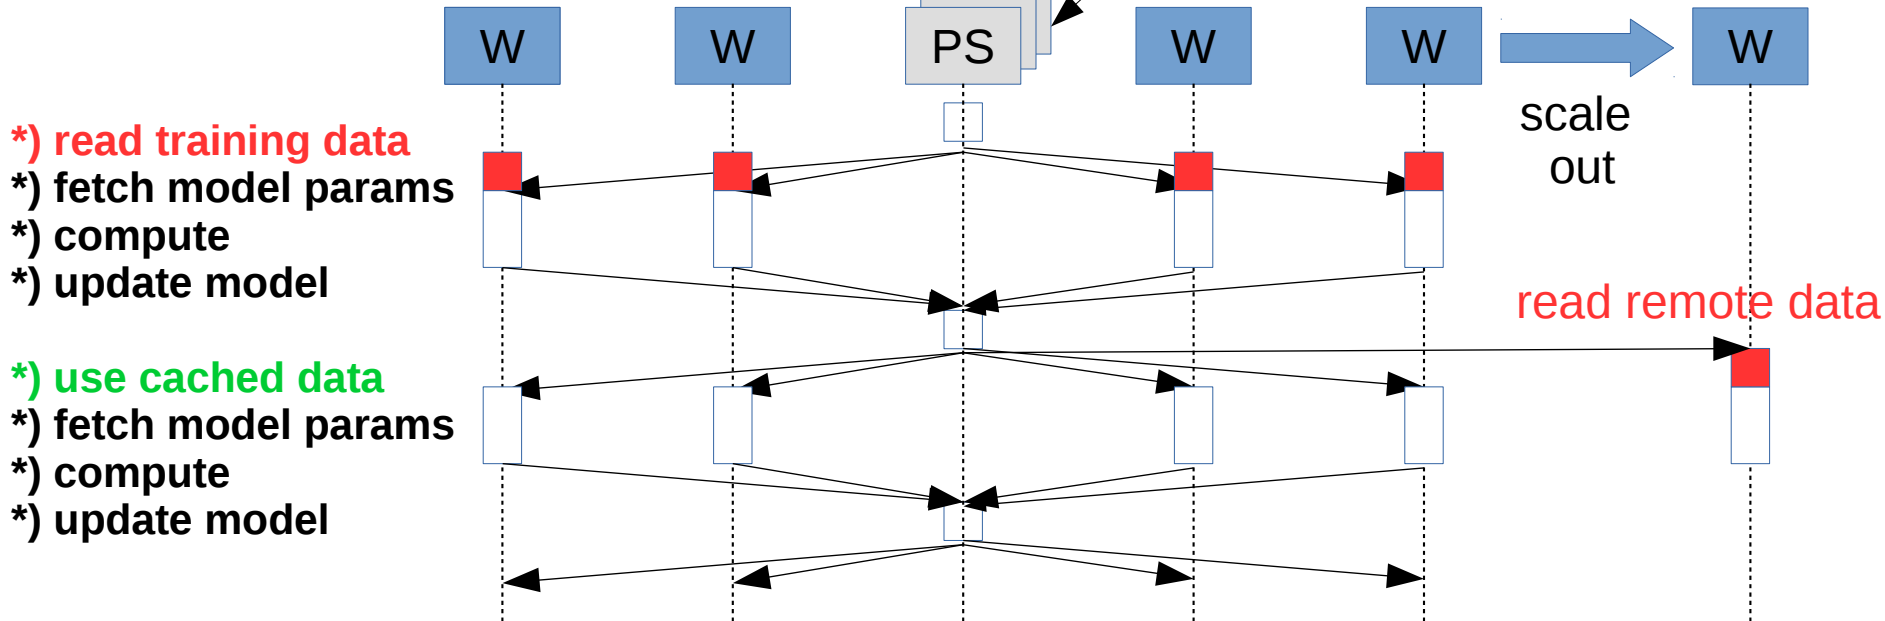 W
W
PS
W
W
W
scale
out
*) read training data
*) fetch model params
*) compute
*) update model
read remote data
*) use cached data
*) fetch model params
*) compute
*) update model